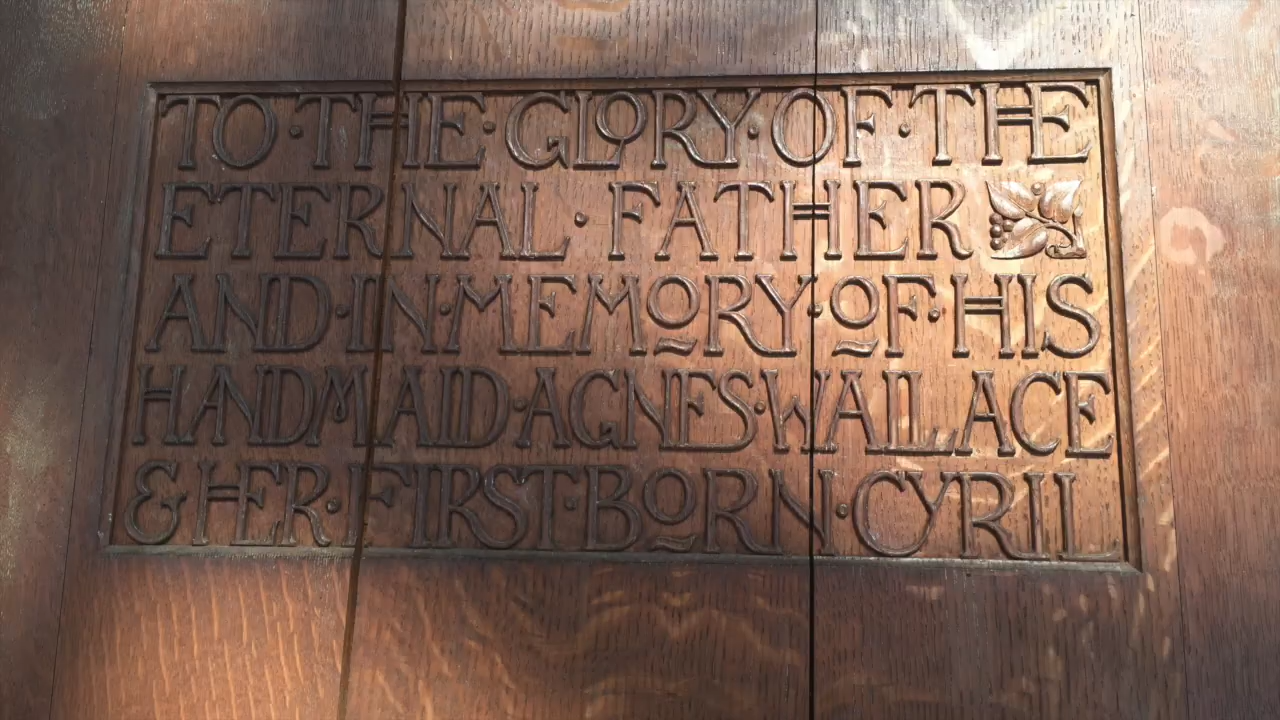 TO·THE·GLORY·OF·THE
ETERNAL·FATHER
AND·IN·MEMORY·OF·HIS
HANDMAID·AGNES·WALLACE
& HER·FIRST·BORN·CYRIL